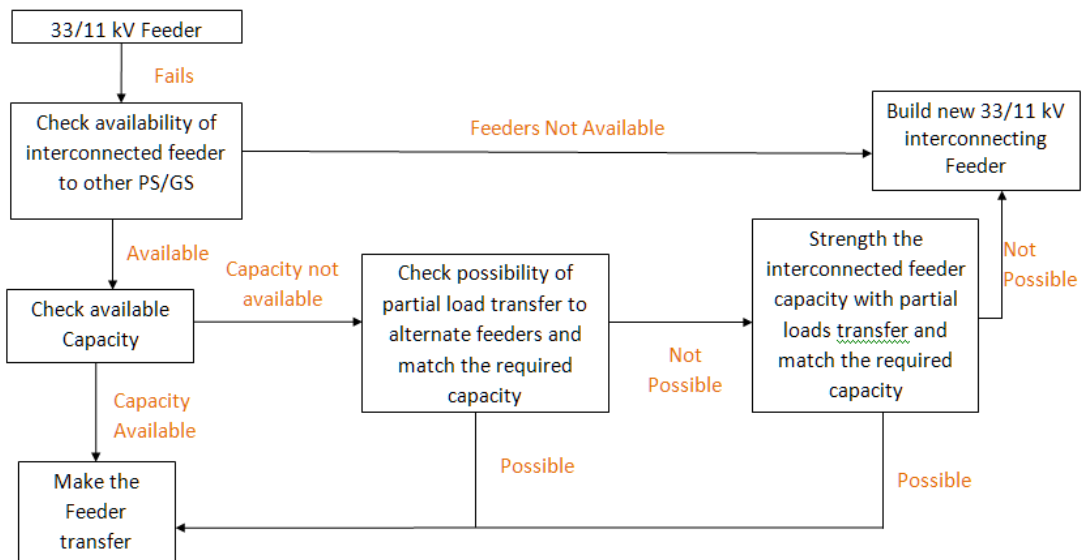 33/11 kV Feeder
Fails
Check availability of
interconnected feeder
to other PS/GS
Feeders Not Available
Build new 33/11 kV
interconnecting
Feeder
Available
Check available
Capacity
Capacity not
available
Check possibility of
partial load transfer to
alternate feeders and
match the required
capacity
Not
Possible
Strength the
interconnected feeder
capacity with partial
loads transfer and
match the required
capacity
Not
Possible
Capacity
Available
Possible
Possible
Make the
Feeder
transfer